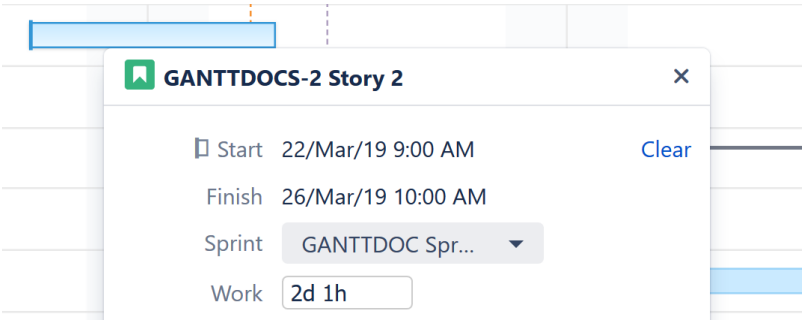 GANTTDOCS-2 Story 2
Start 22/Mar/19 9:00 AM Clear
Finish 26/Mar/19 10:00 AM
Sprint GANTTDOC Spr...
Work 2d 1h